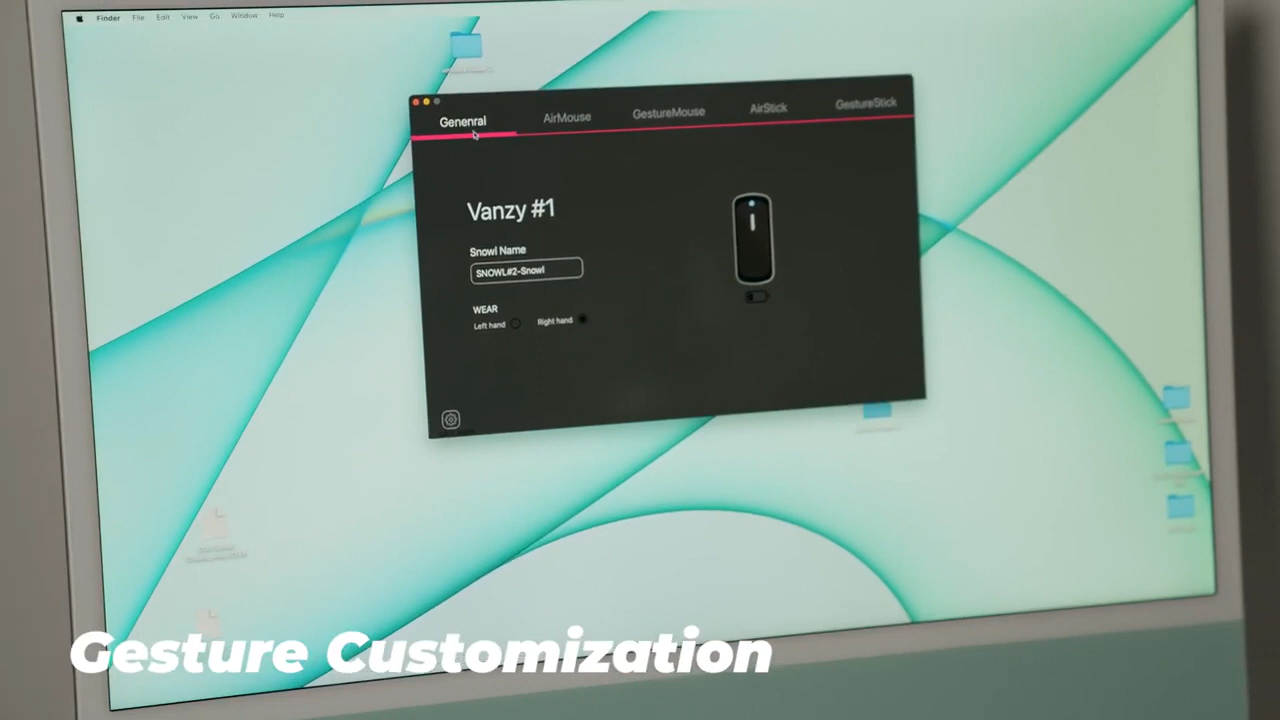 Finder File Edit View Go Window Help
Genenral AirMouse GestureMouse AirStick GestureStick
Vanzy #1
Snowl Name
SNOWL#2-Snowl
WEAR
Left hand Right hand
Gesture Customization